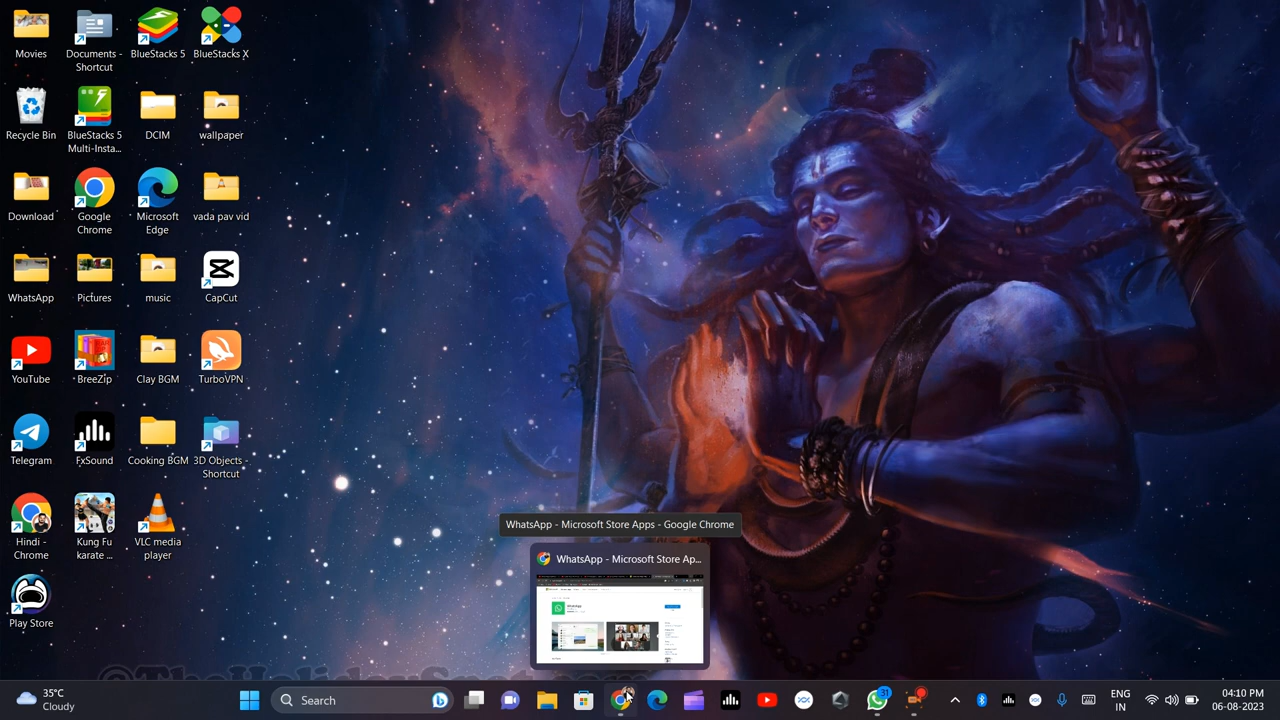 Movies
Documents -
Shortcut
BlueStacks 5
BlueStacks X
Recycle Bin
BlueStacks 5
Multi-Insta...
DCIM
wallpaper
Download
Google
Chrome
Microsoft
Edge
vada pav vid
WhatsApp
Pictures
music
CapCut
YouTube
BreeZip
Clay BGM
TurboVPN
Telegram
FxSound
Cooking BGM
3D Objects -
Shortcut
Hindi -
Chrome
Kung Fu
karate ...
VLC media
player
Play Store
WhatsApp - Microsoft Store Apps - Google Chrome
WhatsApp - Microsoft Store Ap...
WhatsApp
35°C
Cloudy
Search
31
ENG
IN
04:23 PM
06-08-2023